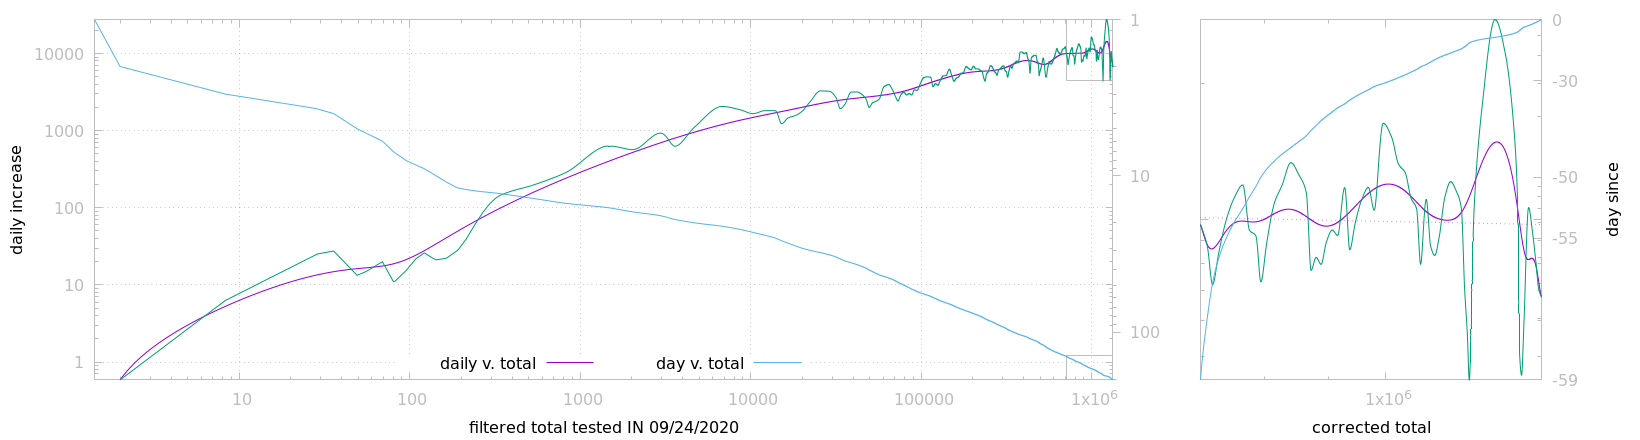 daily increase
10000
1000
100
10
1
10
100
1000
10000
100000
1x10^6
filtered total tested IN 09/24/2020
daily v. total
day v. total
1
10
100
0
-30
-50
-55
-59
day since
1x10^6
corrected total